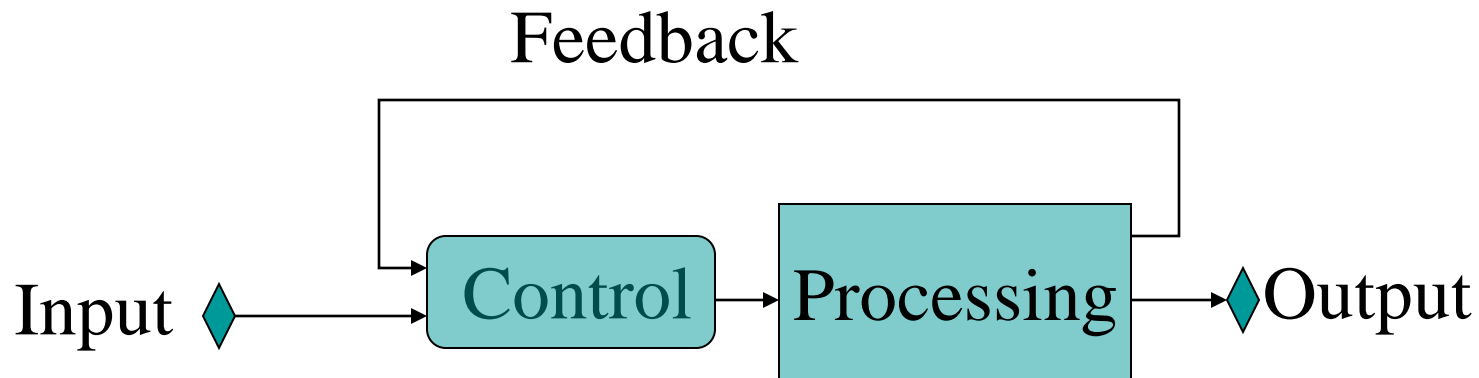 Feedback
Input
Control
Processing
Output